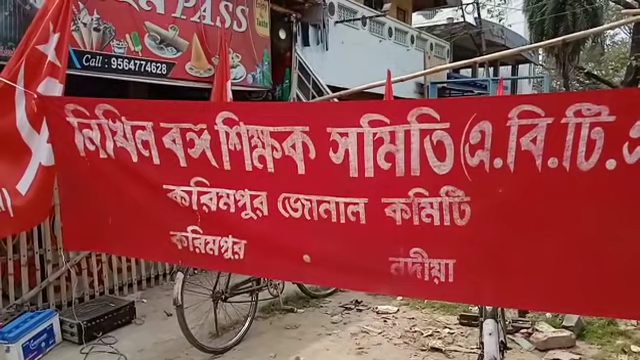 PASS
Call : 9564774628
নিখিল বঙ্গ শিক্ষক সমিতি (এ.বি.টি.এ
করিমপুর জোনাল কমিটি
করিমপুর নদীয়া